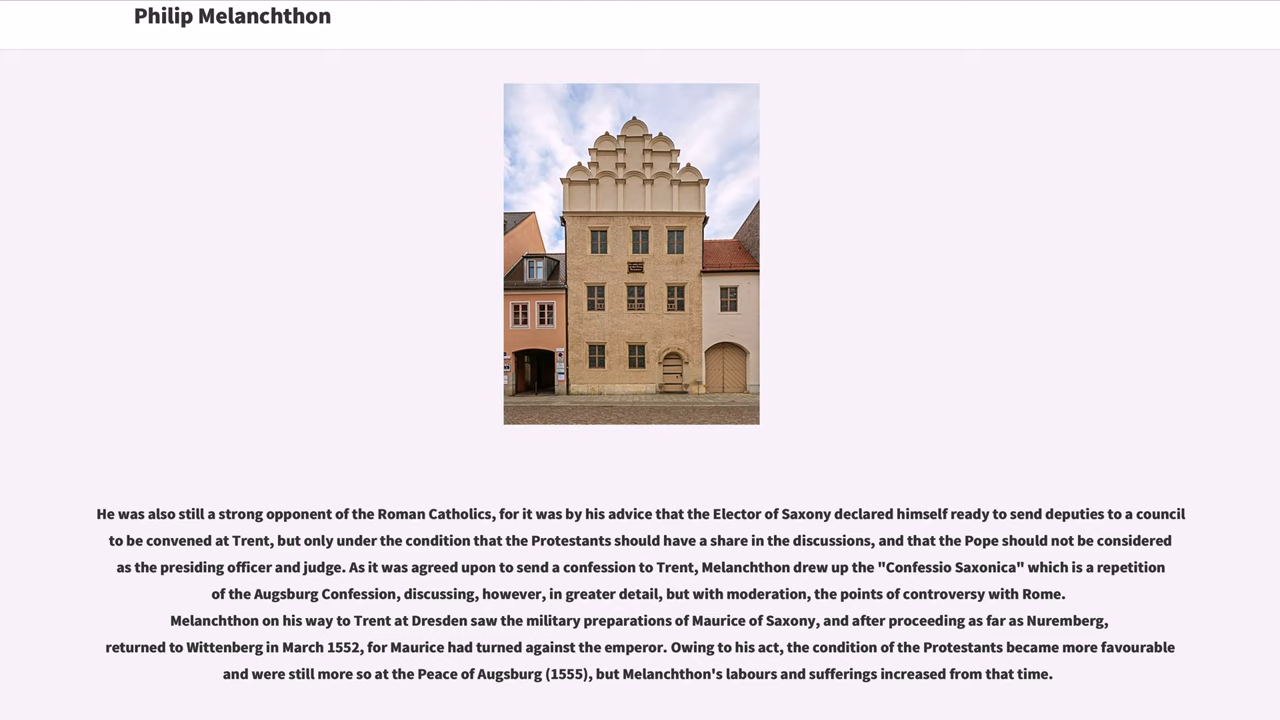 Philip Melanchthon
He was also still a strong opponent of the Roman Catholics, for it was by his advice that the Elector of Saxony declared himself ready to send deputies to a council
to be convened at Trent, but only under the condition that the Protestants should have a share in the discussions, and that the Pope should not be considered
as the presiding officer and judge. As it was agreed upon to send a confession to Trent, Melanchthon drew up the "Confessio Saxonica" which is a repetition
of the Augsburg Confession, discussing, however, in greater detail, but with moderation, the points of controversy with Rome.
Melanchthon on his way to Trent at Dresden saw the military preparations of Maurice of Saxony, and after proceeding as far as Nuremberg,
returned to Wittenberg in March 1552, for Maurice had turned against the emperor. Owing to his act, the condition of the Protestants became more favourable
and were still more so at the Peace of Augsburg (1555), but Melanchthon's labours and sufferings increased from that time.